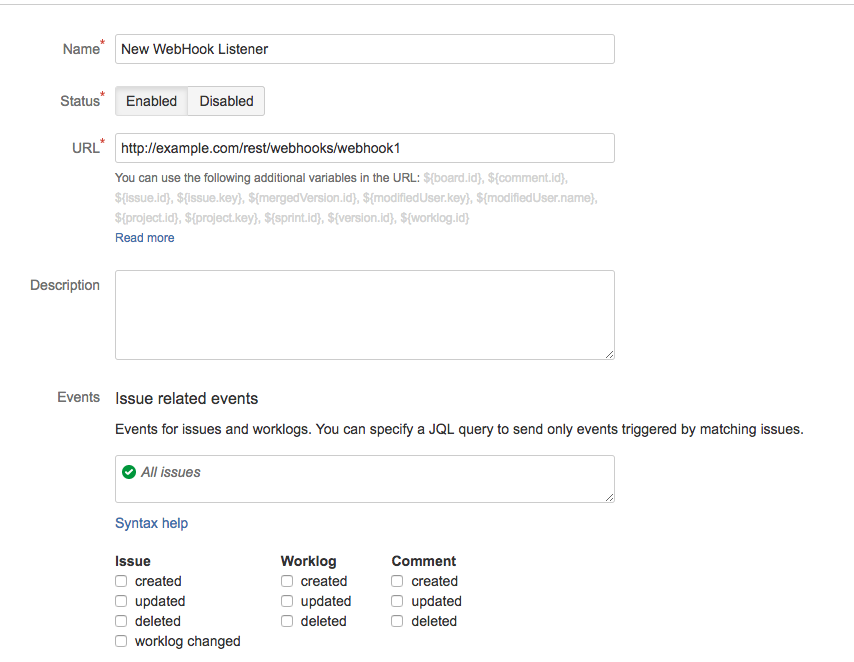 Name*
New WebHook Listener
Status*
Enabled Disabled
URL*
http://example.com/rest/webhooks/webhook1
You can use the following additional variables in the URL: ${board.id}, ${comment.id},
${issue.id}, ${issue.key}, ${mergedVersion.id}, ${modifiedUser.key}, ${modifiedUser.name},
${project.id}, ${project.key}, ${sprint.id}, ${version.id}, ${worklog.id}
Read more
Description
Events
Issue related events
Events for issues and worklogs. You can specify a JQL query to send only events triggered by matching issues.
All issues
Syntax help
Issue Worklog Comment
created created created
updated updated updated
deleted deleted deleted
worklog changed